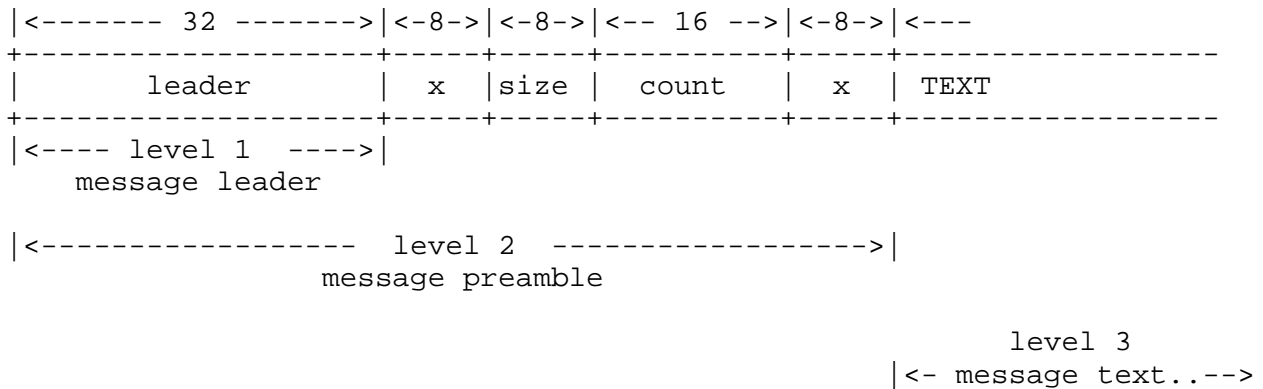 |<------- 32 ------->|<-8->|<-8->|<-- 16 -->|<-8->|<---
+--------------------+-----+-----+----------+-----+------------------
|       leader       |  x  |size |  count   |  x  | TEXT
+--------------------+-----+-----+----------+-----+------------------
|<---- level 1  ---->|
message leader
|<------------------  level 2  ------------------>|
message preamble
level 3
|<- message text..-->